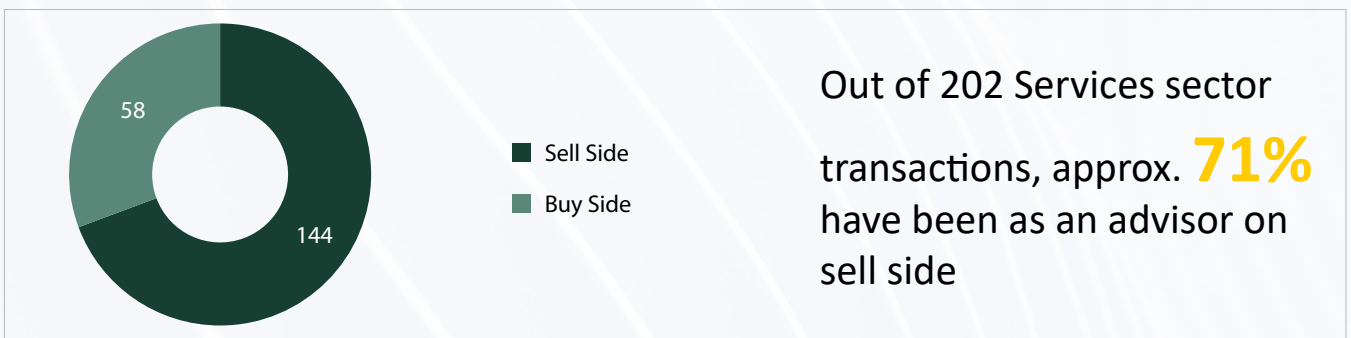 58
144
Sell Side
Buy Side
Out of 202 Services sector
transactions, approx. 71%
have been as an advisor on
sell side